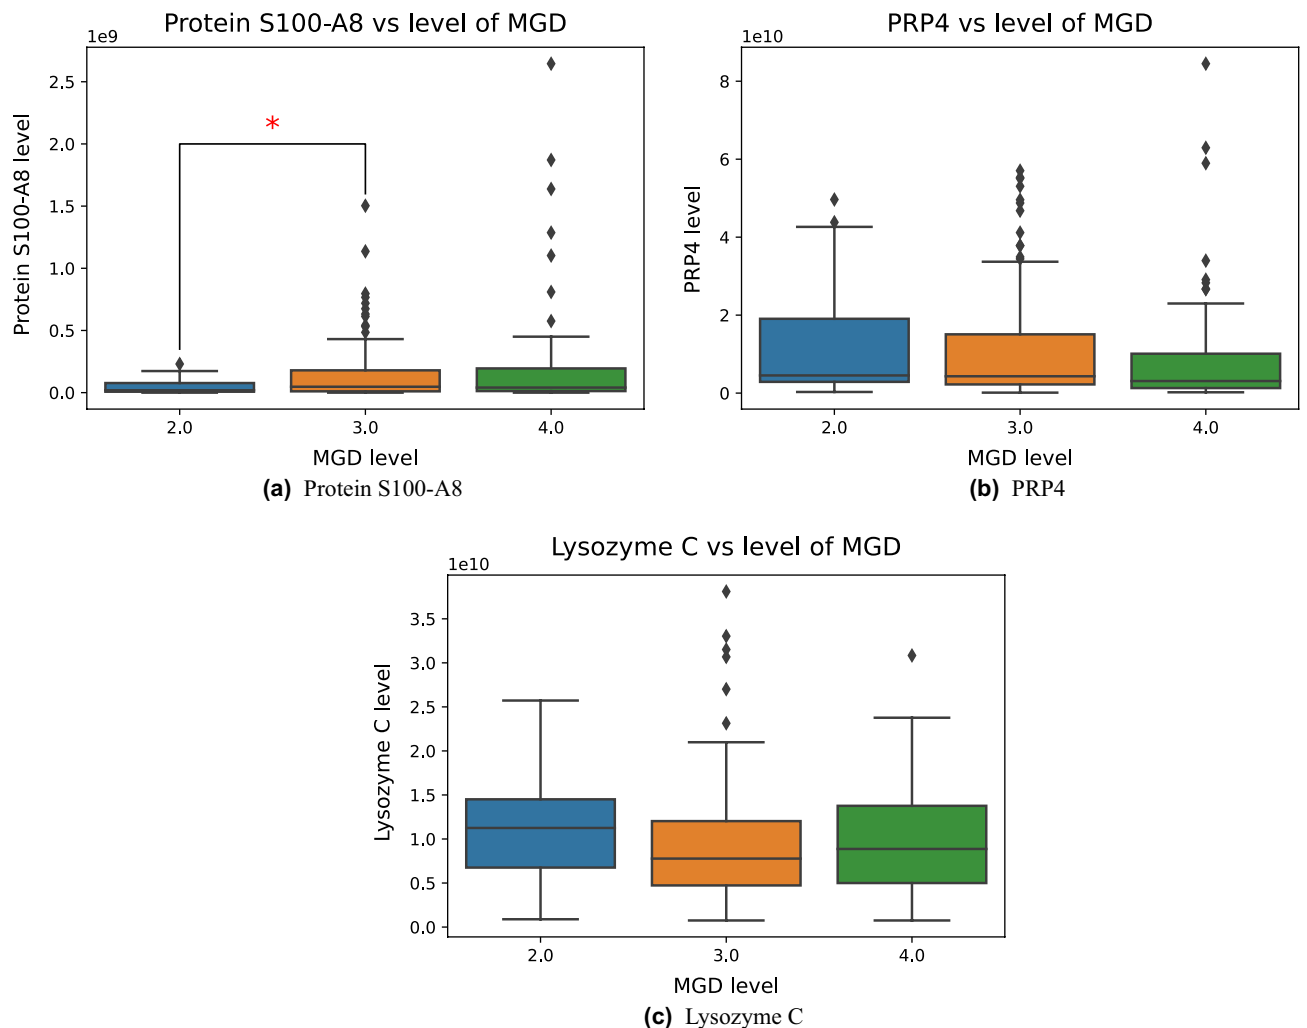 Protein S100-A8 vs level of MGD
1e9
2.5
2.0
1.5
1.0
0.5
0.0
Protein S100-A8 level
*
2.0 3.0 4.0
MGD level
(a) Protein S100-A8
PRP4 vs level of MGD
1e10
8
6
4
2
0
PRP4 level
2.0 3.0 4.0
MGD level
(b) PRP4
Lysozyme C vs level of MGD
1e10
3.5
3.0
2.5
2.0
1.5
1.0
0.5
0.0
Lysozyme C level
2.0 3.0 4.0
MGD level
(c) Lysozyme C